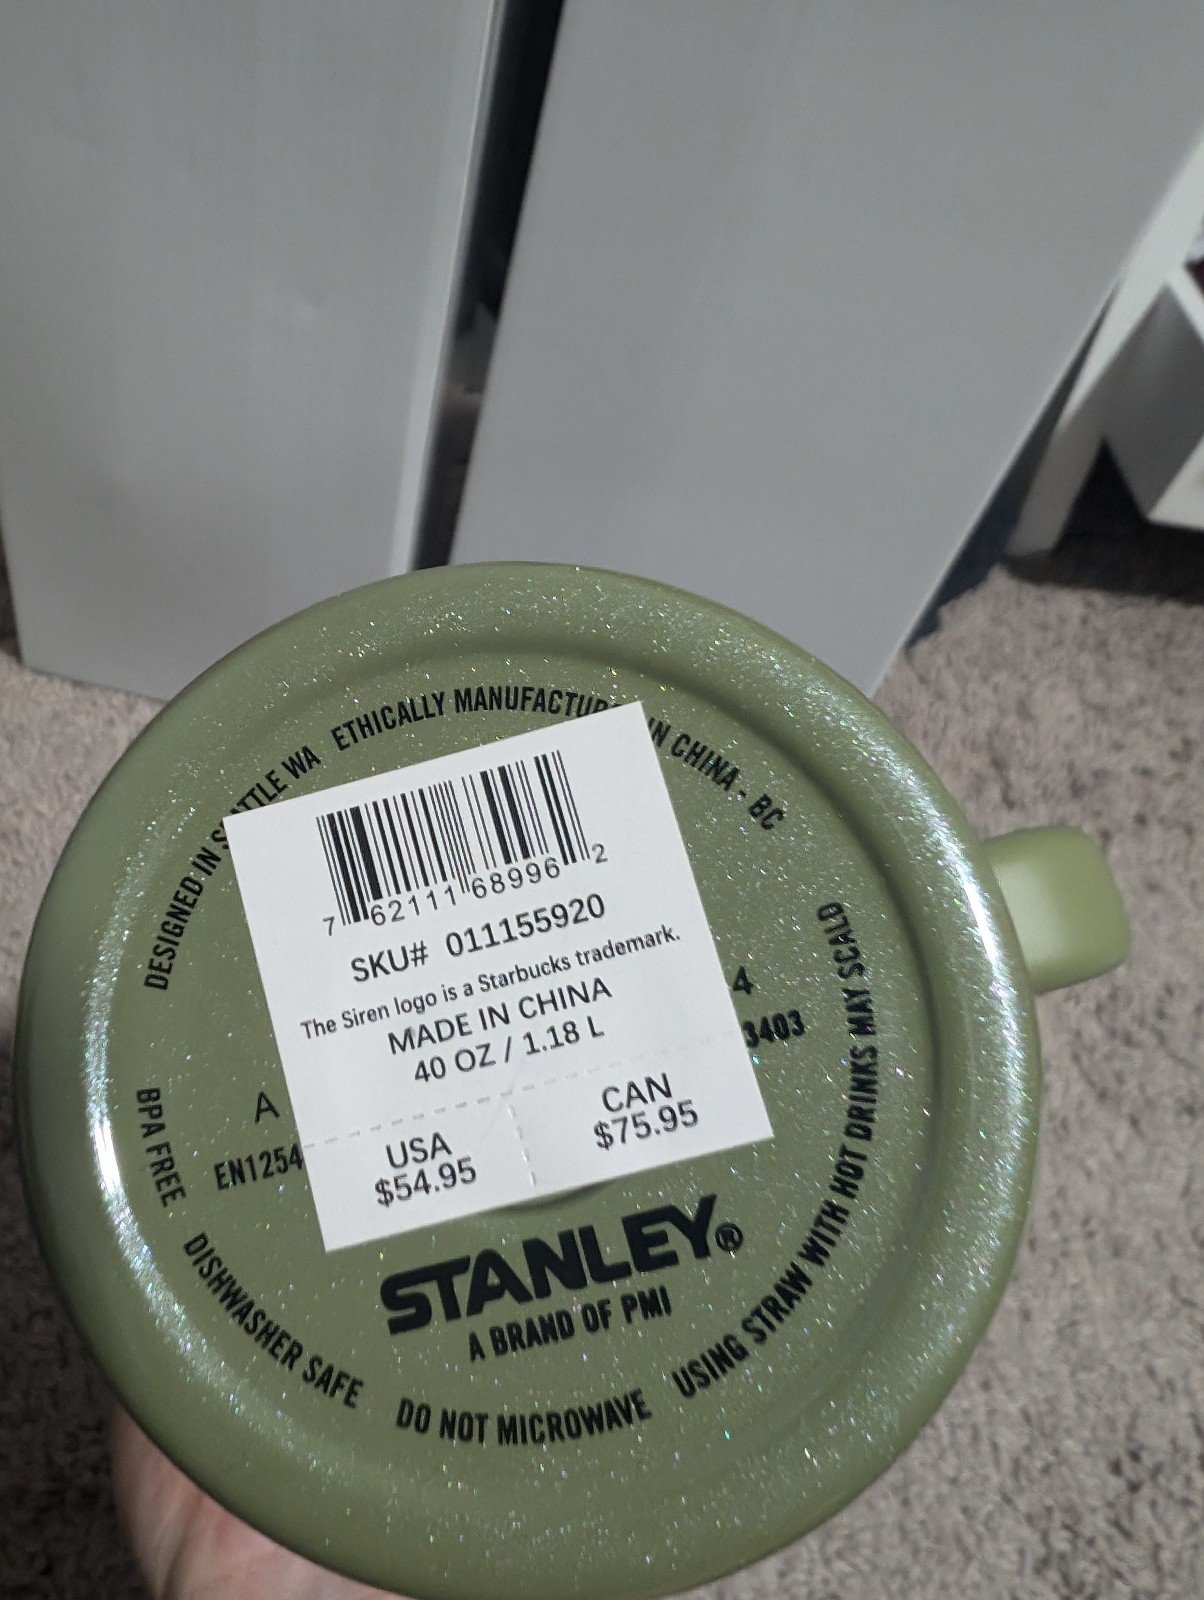 DESIGNED IN WA
ETHICALLY IN CHINA - BC
7 62111 68996 2
SKU# 011155920
The Siren logo is a Starbucks trademark.
MADE IN CHINA
40 OZ / 1.18 L
USA
$54.95
CAN
$75.95
4
3403
A
EN1254
STANLEY®
A BRAND OF PMI
BPA FREE
DISHWASHER SAFE
DO NOT MICROWAVE
USING STRAW WITH HOT DRINKS MAY SCALD